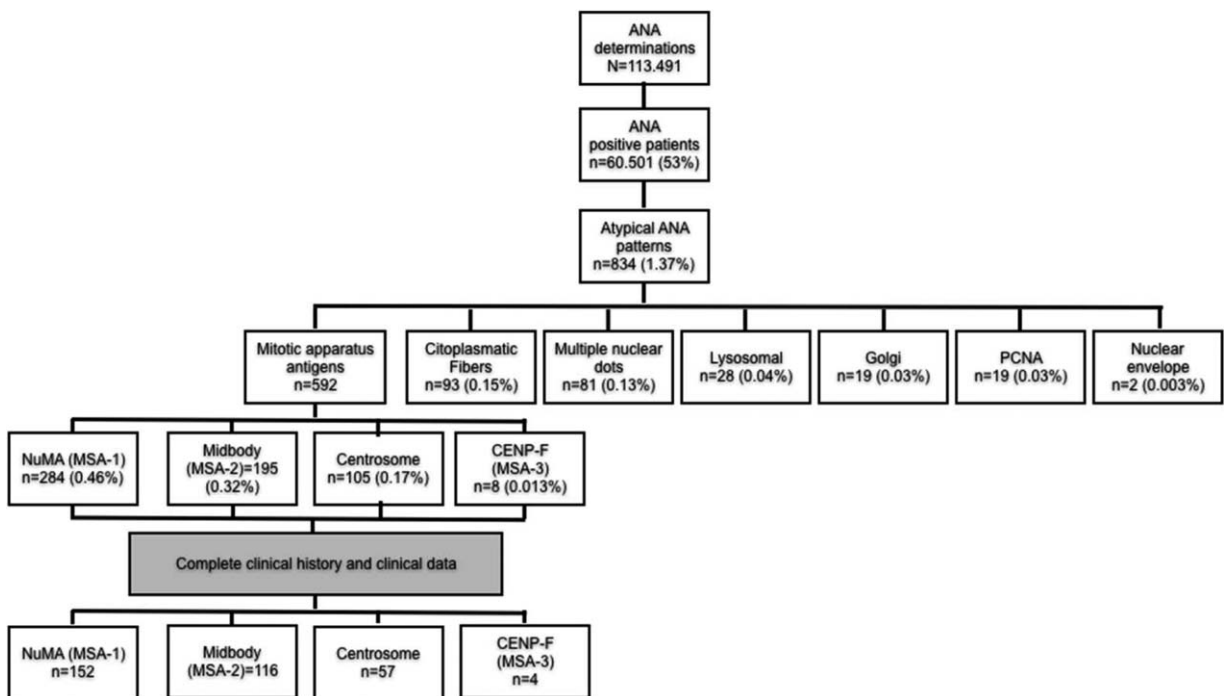 ANA
determinations
N=113.491
ANA
positive patients
n=60.501 (53%)
Atypical ANA
patterns
n=834 (1.37%)
Mitotic apparatus
antigens
n=592
Citoplasmatic
Fibers
n=93 (0.15%)
Multiple nuclear
dots
n=81 (0.13%)
Lysosomal
n=28 (0.04%)
Golgi
n=19 (0.03%)
PCNA
n=19 (0.03%)
Nuclear
envelope
n=2 (0.003%)
NuMA (MSA-1)
n=284 (0.46%)
Midbody
(MSA-2)=195
(0.32%)
Centrosome
n=105 (0.17%)
CENP-F
(MSA-3)
n=8 (0.013%)
Complete clinical history and clinical data
NuMA (MSA-1)
n=152
Midbody
(MSA-2)=116
Centrosome
n=57
CENP-F
(MSA-3)
n=4